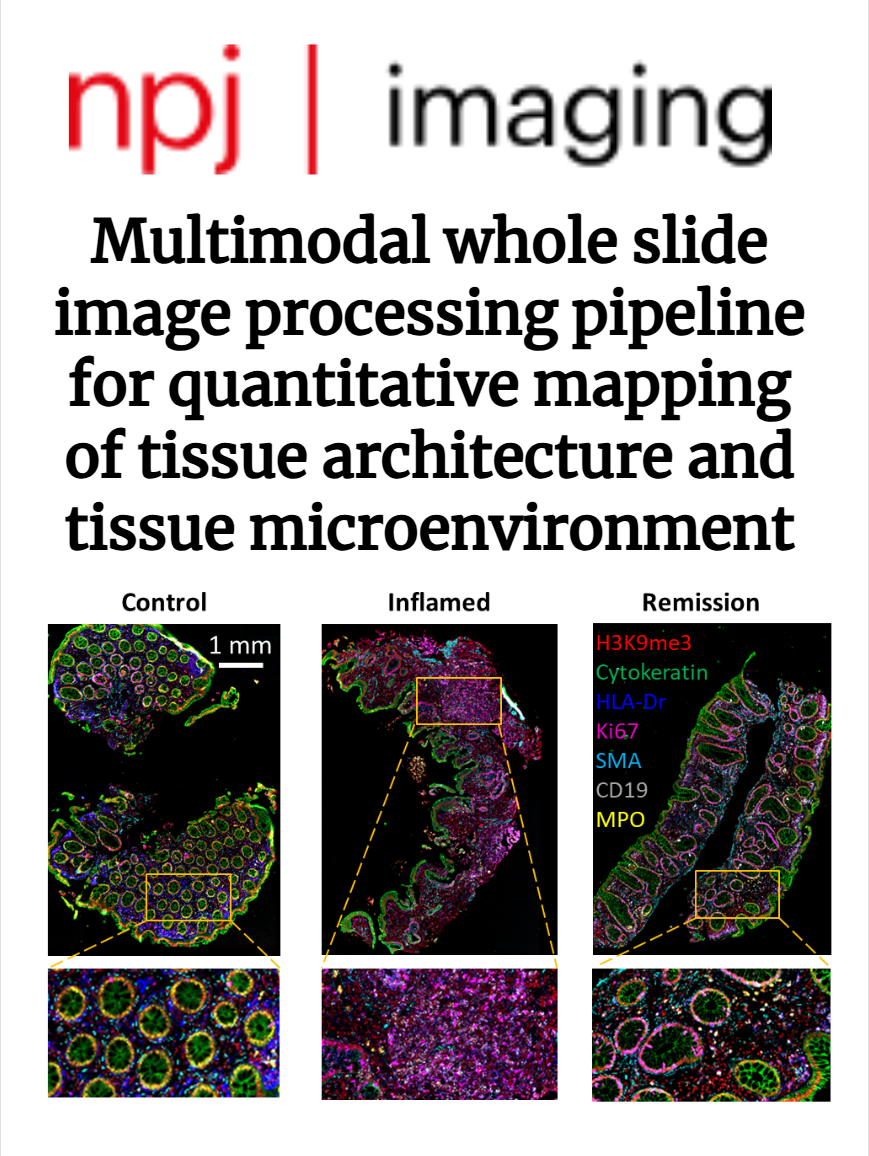 npj | imaging
Multimodal whole slide
image processing pipeline
for quantitative mapping
of tissue architecture and
tissue microenvironment
Control
Inflamed
Remission
1 mm
H3K9me3
Cytokeratin
HLA-Dr
Ki67
SMA
CD19
MPO